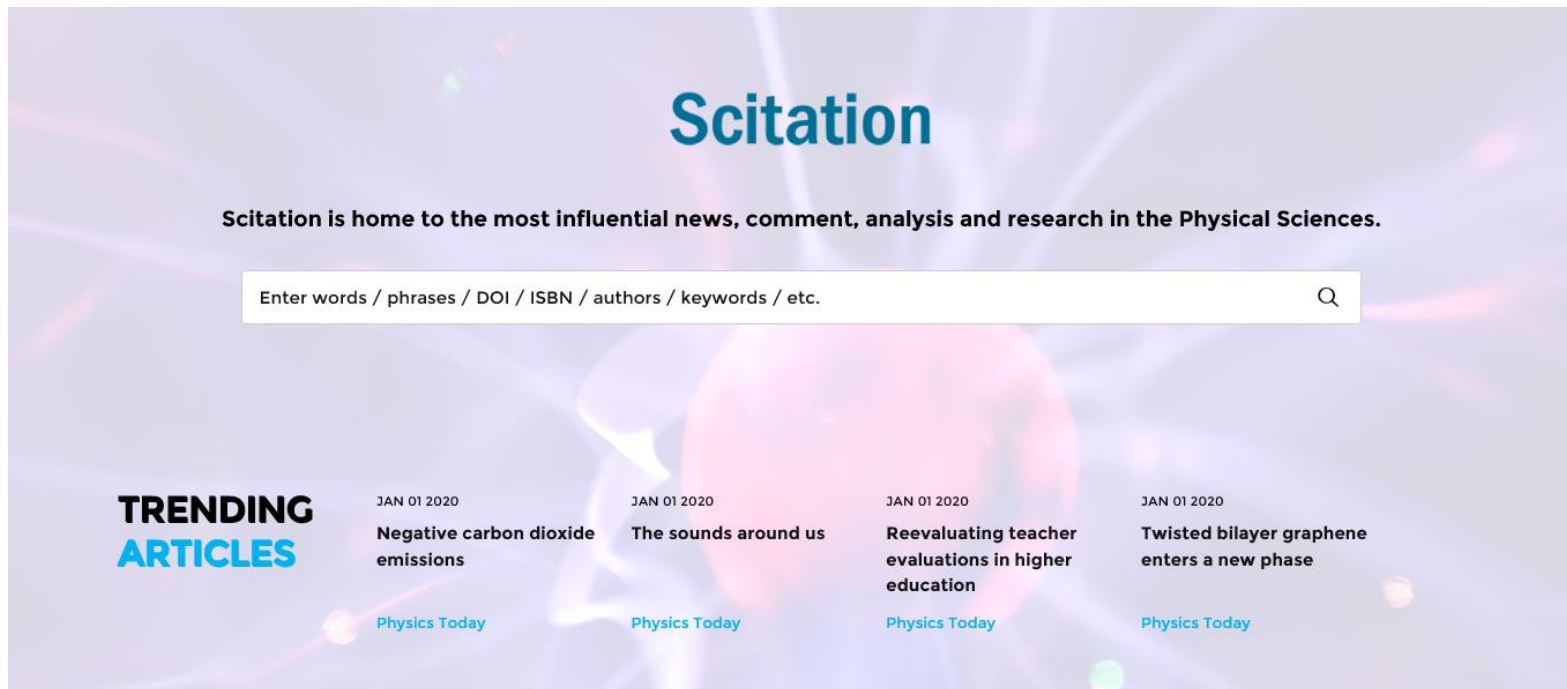 Scitation
Scitation is home to the most influential news, comment, analysis and research in the Physical Sciences.
Enter words / phrases / DOI / ISBN / authors / keywords / etc.
TRENDING
ARTICLES
JAN 01 2020
Negative carbon dioxide
emissions
Physics Today
JAN 01 2020
The sounds around us
Physics Today
JAN 01 2020
Reevaluating teacher
evaluations in higher
education
Physics Today
JAN 01 2020
Twisted bilayer graphene
enters a new phase
Physics Today